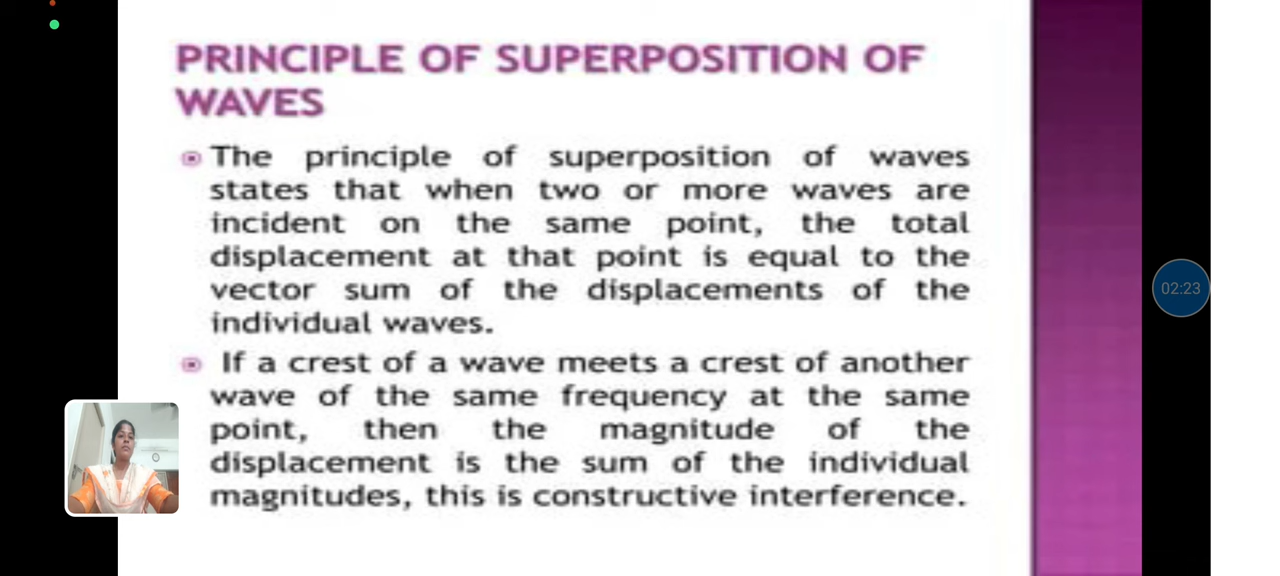 PRINCIPLE OF SUPERPOSITION OF
WAVES
The principle of superposition of waves
states that when two or more waves are
incident on the same point, the total
displacement at that point is equal to the
vector sum of the displacements of the
individual waves.
If a crest of a wave meets a crest of another
wave of the same frequency at the same
point, then the magnitude of the
displacement is the sum of the individual
magnitudes, this is constructive interference.
02:23